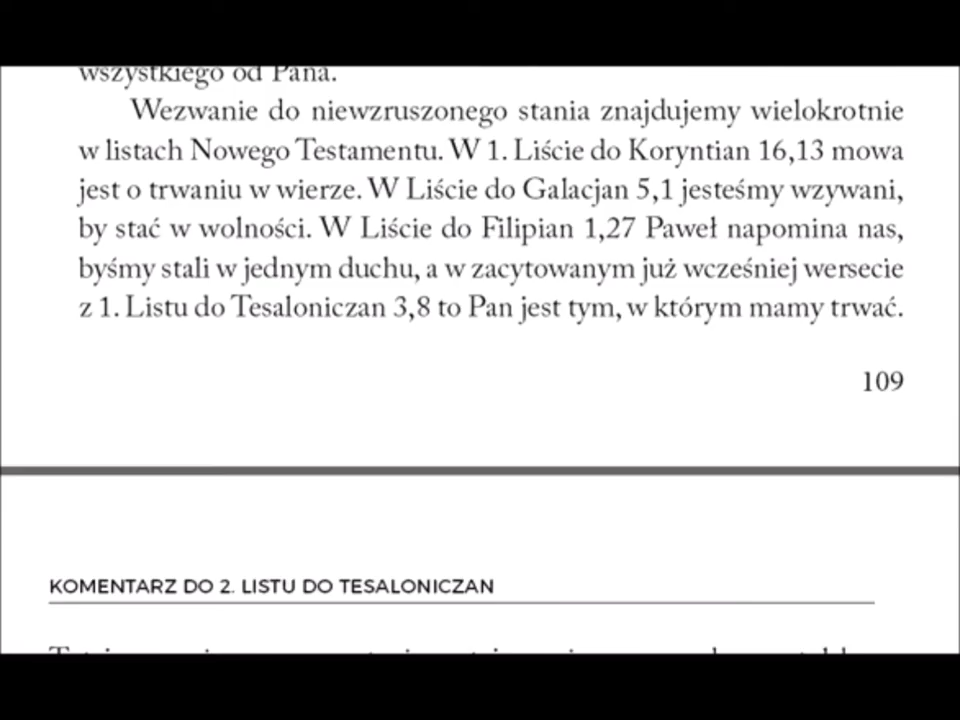 wszystkiego od Pana.
Wezwanie do niewzruszonego stania znajdujemy wielokrotnie
w listach Nowego Testamentu. W 1. Liście do Koryntian 16,13 mowa
jest o trwaniu w wierze. W Liście do Galacjan 5,1 jesteśmy wzywani,
by stać w wolności. W Liście do Filipian 1,27 Paweł napomina nas,
byśmy stali w jednym duchu, a w zacytowanym już wcześniej wersecie
z 1. Listu do Tesaloniczan 3,8 to Pan jest tym, w którym mamy trwać.
109
KOMENTARZ DO 2. LISTU DO TESALONICZAN